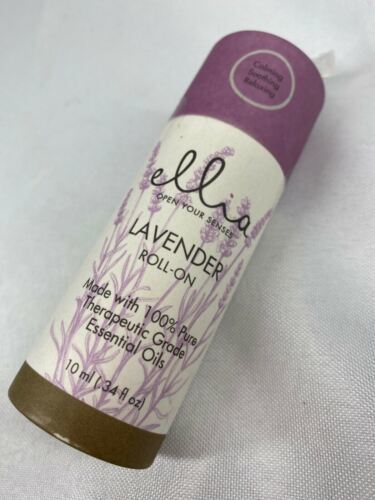 Calming
Soothing
Relaxing
ellia
OPEN YOUR SENSES
LAVENDER
ROLL-ON
Made with 100% Pure
Therapeutic Grade
Essential Oils
10 ml (.34 fl oz)